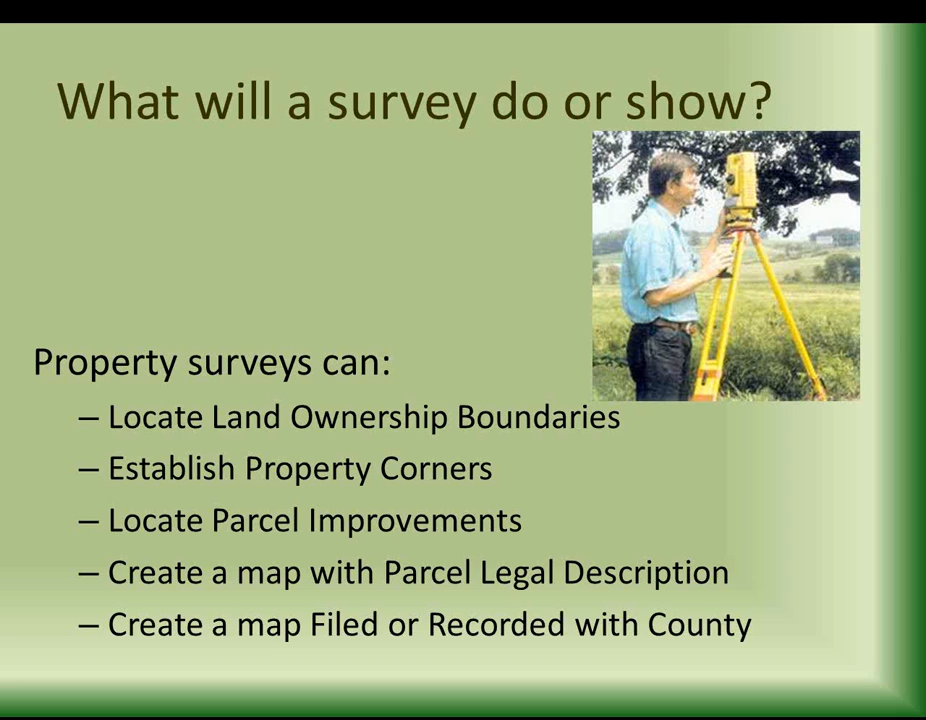 What will a survey do or show?
Property surveys can:
– Locate Land Ownership Boundaries
– Establish Property Corners
– Locate Parcel Improvements
– Create a map with Parcel Legal Description
– Create a map Filed or Recorded with County